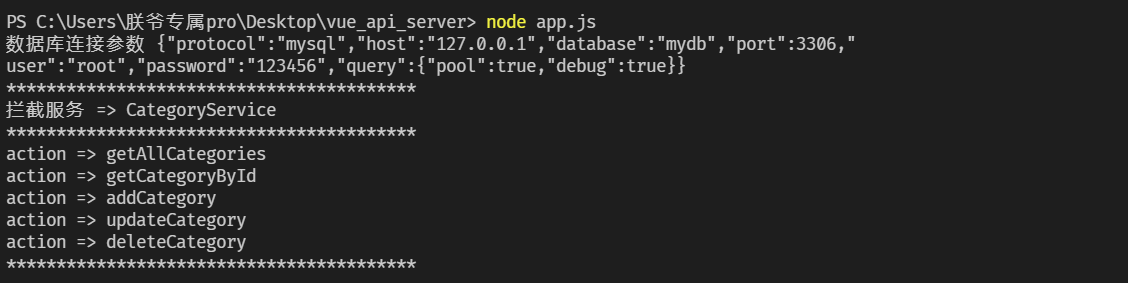 PS C:\Users\朕爷专属pro\Desktop\vue_api_server> node app.js
数据库连接参数 {"protocol":"mysql","host":"127.0.0.1","database":"mydb","port":3306,"
user":"root","password":"123456","query":{"pool":true,"debug":true}}
*****************************************
拦截服务 => CategoryService
*****************************************
action => getAllCategories
action => getCategoryById
action => addCategory
action => updateCategory
action => deleteCategory
*****************************************